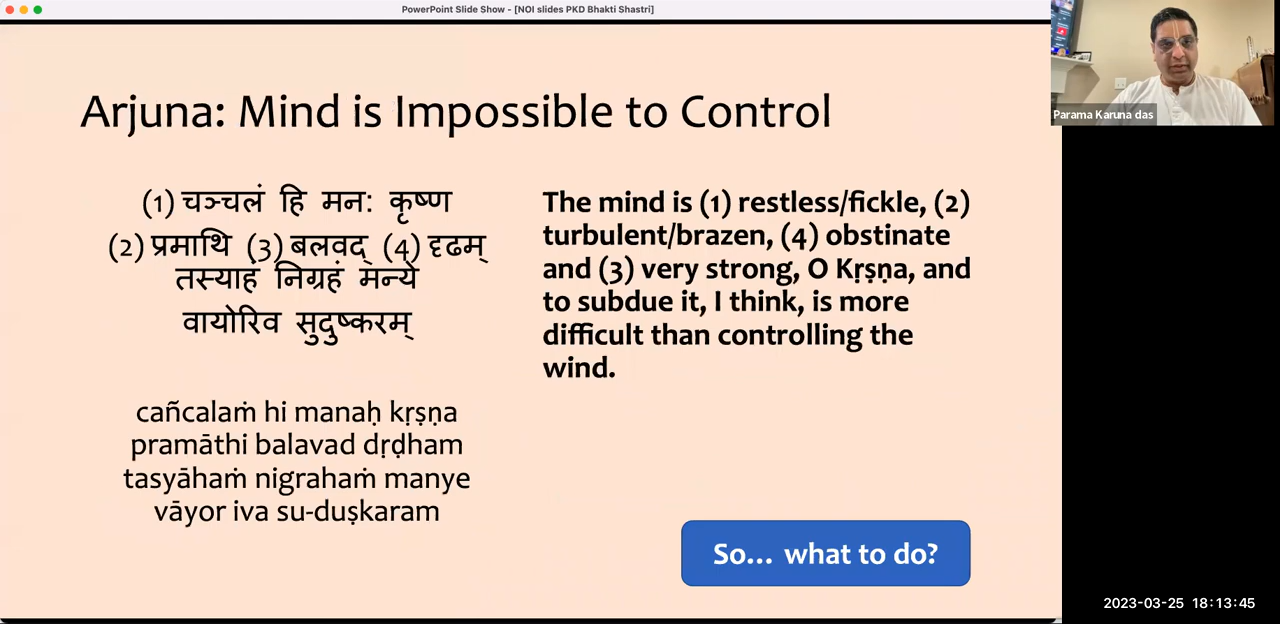 PowerPoint Slide Show - [NOI slides PKD Bhakti Shastri]
Arjuna: Mind is Impossible to Control
(1) चञ्चलं हि मन: कृष्ण
(2) प्रमाथि (3) बलवद् (4) दृढम्
तस्याहं निग्रहं मन्ये
वायोरिव सुदुष्करम्
cañcalaṁ hi manaḥ kṛṣṇa
pramāthi balavad dṛḍham
tasyāhaṁ nigrahaṁ manye
vāyor iva su-duṣkaram
The mind is (1) restless/fickle, (2)
turbulent/brazen, (4) obstinate
and (3) very strong, O Kṛṣṇa, and
to subdue it, I think, is more
difficult than controlling the
wind.
So... what to do?
Parama Karuna das
2023-03-25 18:13:45